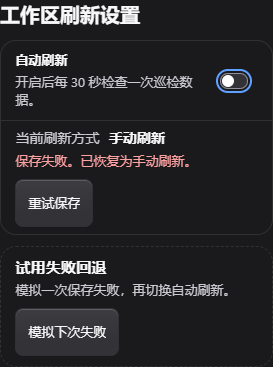 工作区刷新设置
自动刷新
开启后每 30 秒检查一次巡检数
据。
当前刷新方式 手动刷新
保存失败。已恢复为手动刷新。
重试保存
试用失败回退
模拟一次保存失败，再切换自动刷新。
模拟下次失败